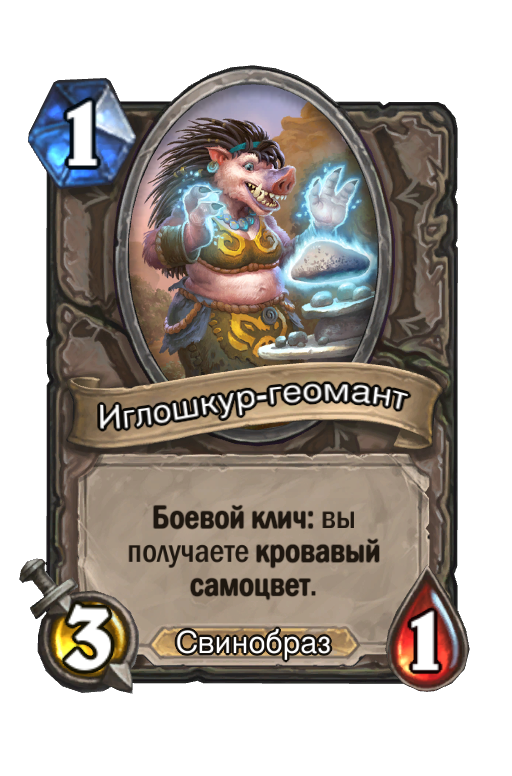 1
Иглошкур-геомант
Боевой клич: вы
получаете кровавый
самоцвет.
3
Свинобраз
1